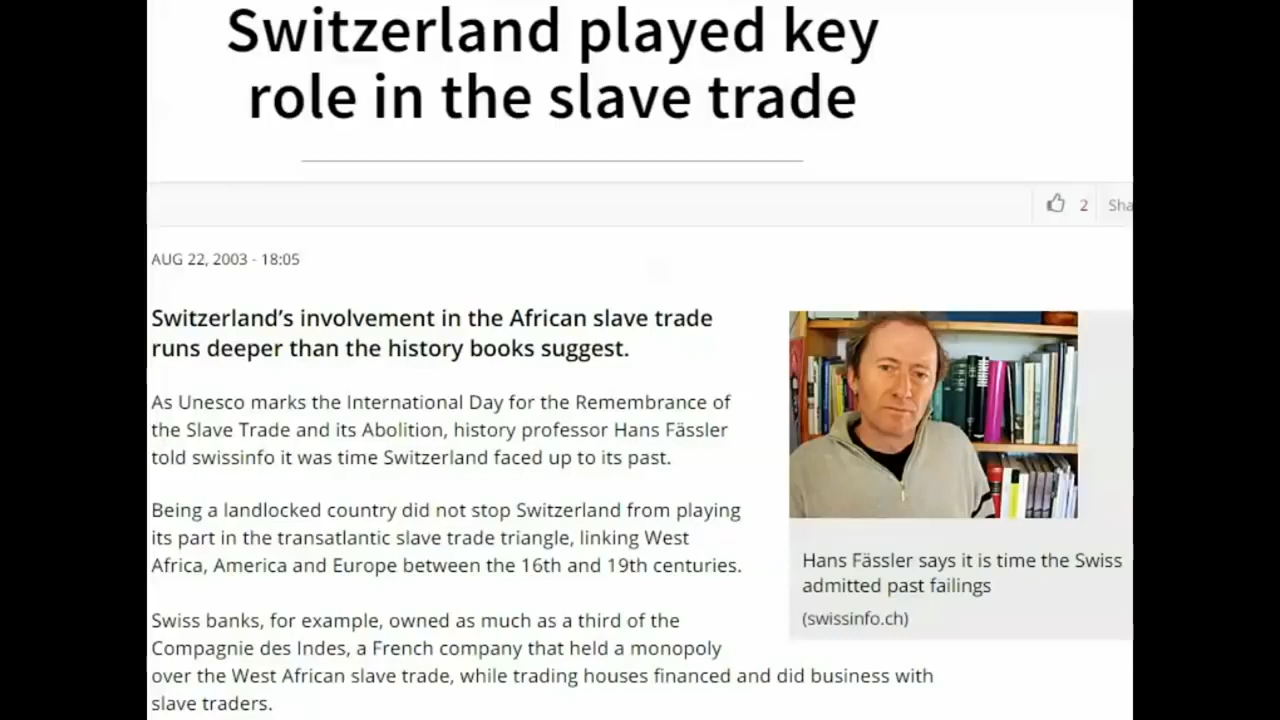 Switzerland played key
role in the slave trade
2
Sha
AUG 22, 2003 - 18:05
Switzerland's involvement in the African slave trade
runs deeper than the history books suggest.
As Unesco marks the International Day for the Remembrance of
the Slave Trade and its Abolition, history professor Hans Fässler
told swissinfo it was time Switzerland faced up to its past.
Being a landlocked country did not stop Switzerland from playing
its part in the transatlantic slave trade triangle, linking West
Africa, America and Europe between the 16th and 19th centuries.
Swiss banks, for example, owned as much as a third of the
Compagnie des Indes, a French company that held a monopoly
over the West African slave trade, while trading houses financed and did business with
slave traders.
Hans Fässler says it is time the Swiss
admitted past failings
(swissinfo.ch)